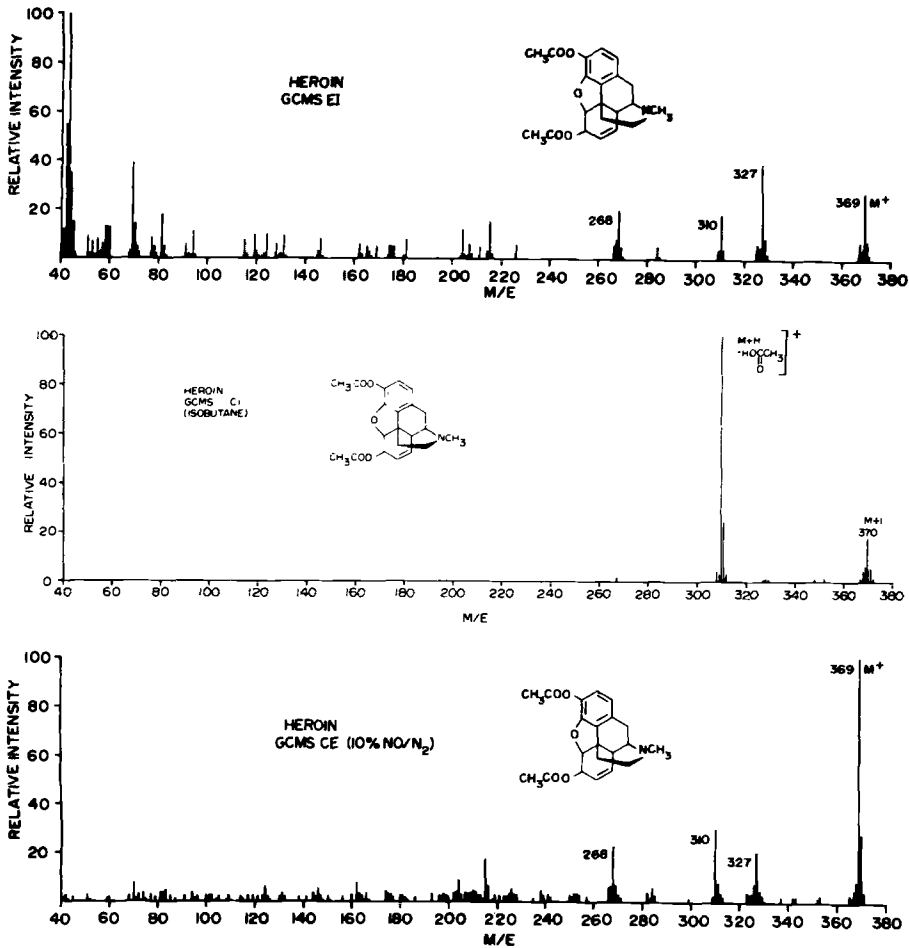 RELATIVE INTENSITY
100
80
60
40
20
HEROIN
GCMS EI
CH3COO
O
NCH3
CH3COO
268
310
327
369 M+
40 60 80 100 120 140 160 180 200 220 240 260 280 300 320 340 360 380
M/E
RELATIVE INTENSITY
100
80
60
40
20
0
HEROIN
GCMS CI
(ISOBUTANE)
CH3COO
O
NCH3
CH3COO
M+H
-HOCCH3
O
+
M+1
370
40 60 80 100 120 140 160 180 200 220 240 260 280 300 320 340 360 380
M/E
RELATIVE INTENSITY
100
80
60
40
20
HEROIN
GCMS CE (10% NO/N2)
CH3COO
O
NCH3
CH3COO
268
310
327
369 M+
40 60 80 100 120 140 160 180 200 220 240 260 280 300 320 340 360 380
M/E